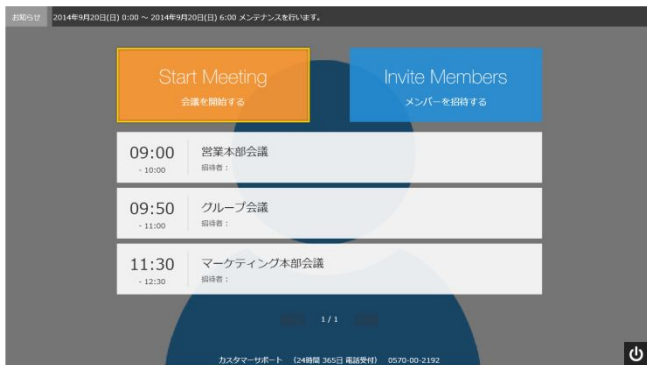 お知らせ 2014年9月20日(日) 0:00 ～ 2014年9月20日(日) 6:00 メンテナンスを行います。
Start Meeting
会議を開始する
Invite Members
メンバーを招待する
09:00
- 10:00
営業本部会議
招待者：
09:50
- 11:00
グループ会議
招待者：
11:30
- 12:30
マーケティング本部会議
招待者：
1 / 1
カスタマーサポート （24時間 365日 電話受付） 0570-00-2192